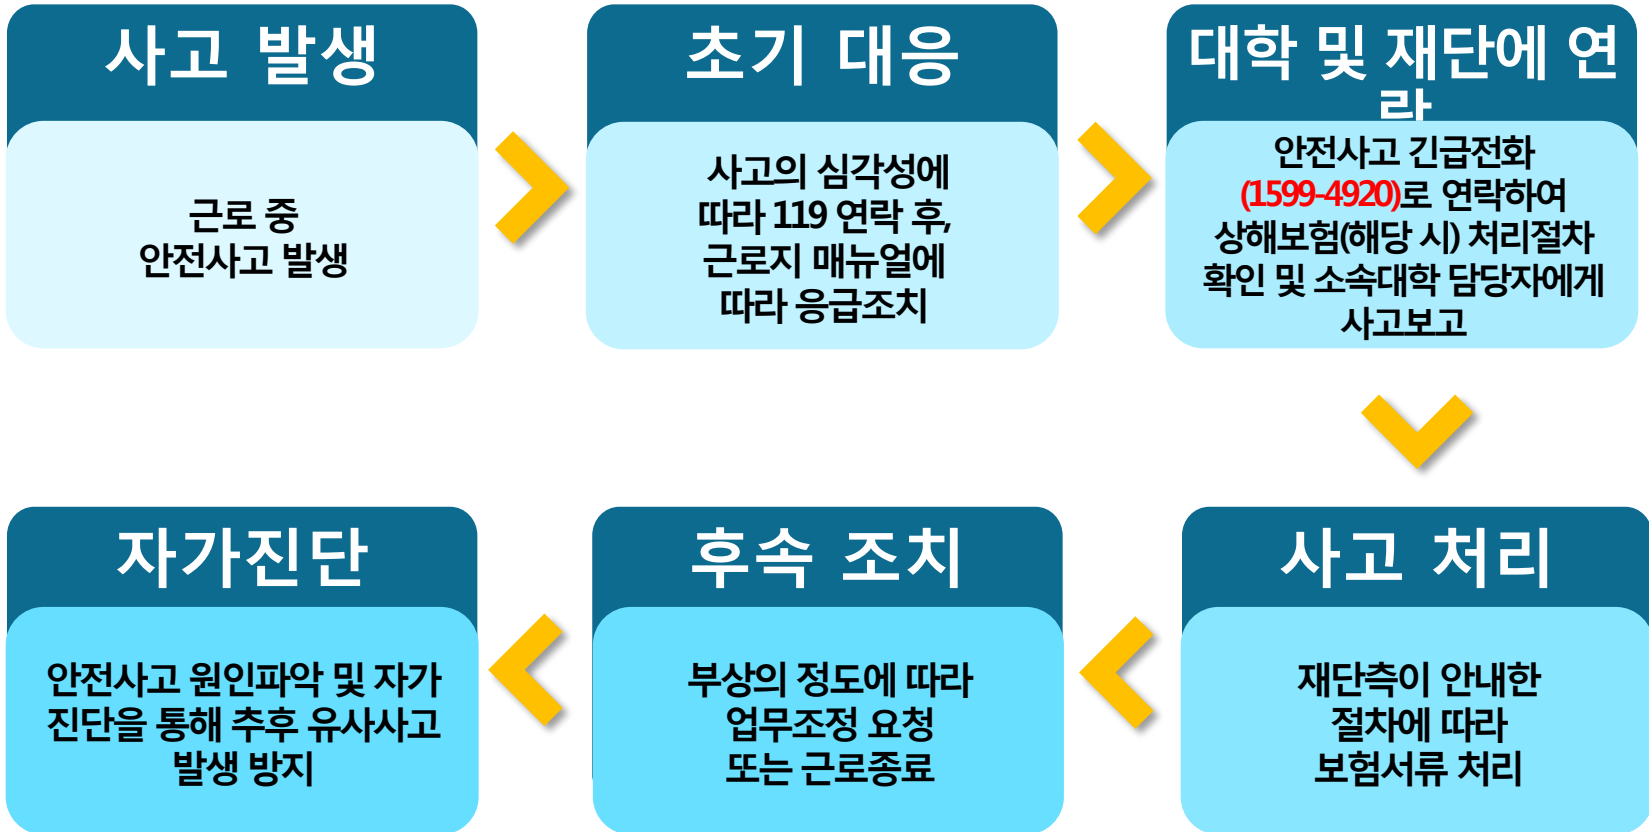 사고 발생
근로 중
안전사고 발생
초기 대응
사고의 심각성에
따라 119 연락 후,
근로지 매뉴얼에
따라 응급조치
대학 및 재단에 연
락
안전사고 긴급전화
(1599-4920)로 연락하여
상해보험(해당 시) 처리절차
확인 및 소속대학 담당자에게
사고보고
사고 처리
재단측이 안내한
절차에 따라
보험서류 처리
후속 조치
부상의 정도에 따라
업무조정 요청
또는 근로종료
자가진단
안전사고 원인파악 및 자가
진단을 통해 추후 유사사고
발생 방지